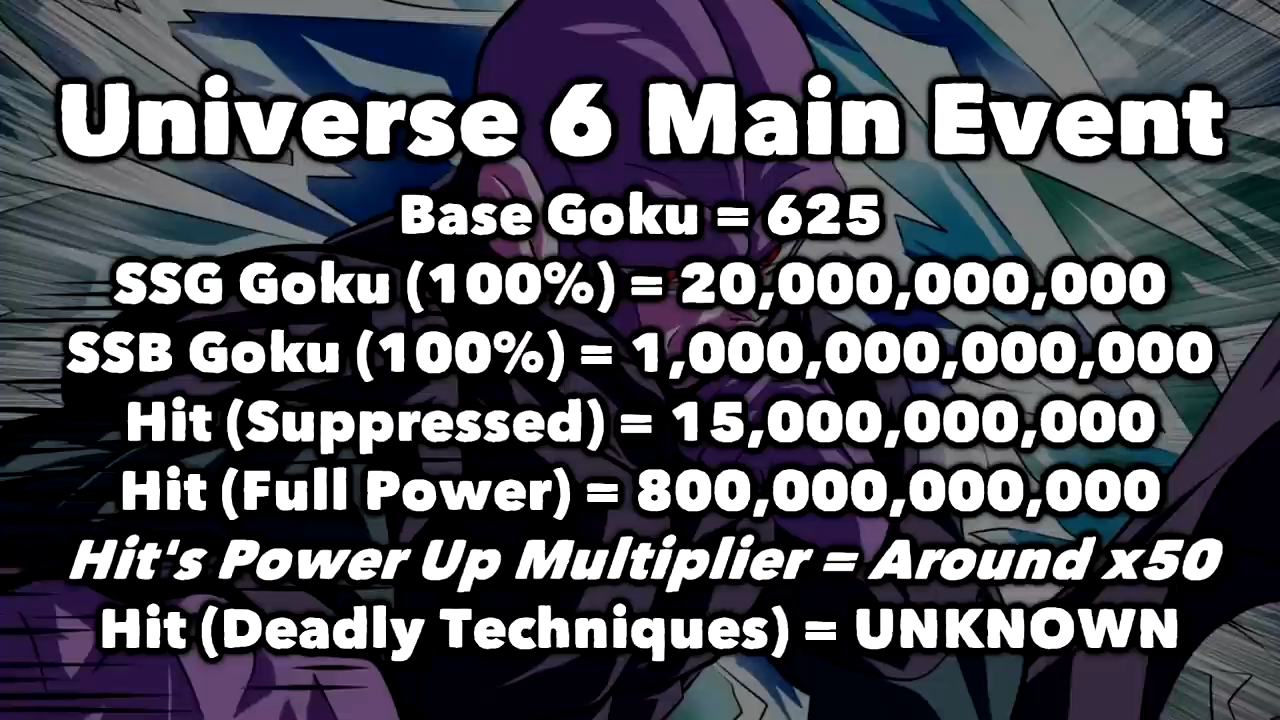 Universe 6 Main Event
Base Goku = 625
SSG Goku (100%) = 20,000,000,000
SSB Goku (100%) = 1,000,000,000,000
Hit (Suppressed) = 15,000,000,000
Hit (Full Power) = 800,000,000,000
Hit's Power Up Multiplier = Around x50
Hit (Deadly Techniques) = UNKNOWN